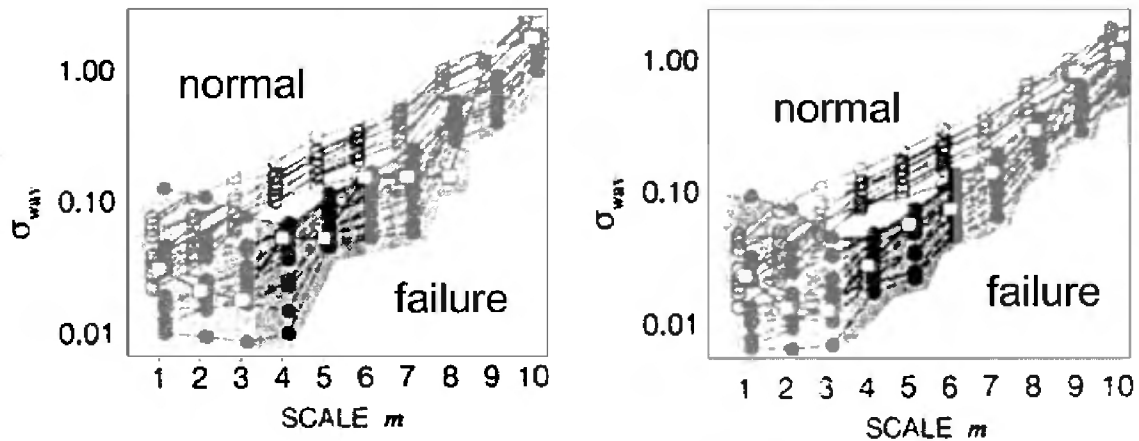 1.00
0.10
0.01
σwav
normal
failure
1 2 3 4 5 6 7 8 9 10
SCALE m
1.00
0.10
0.01
σwav
normal
failure
1 2 3 4 5 6 7 8 9 10
SCALE m